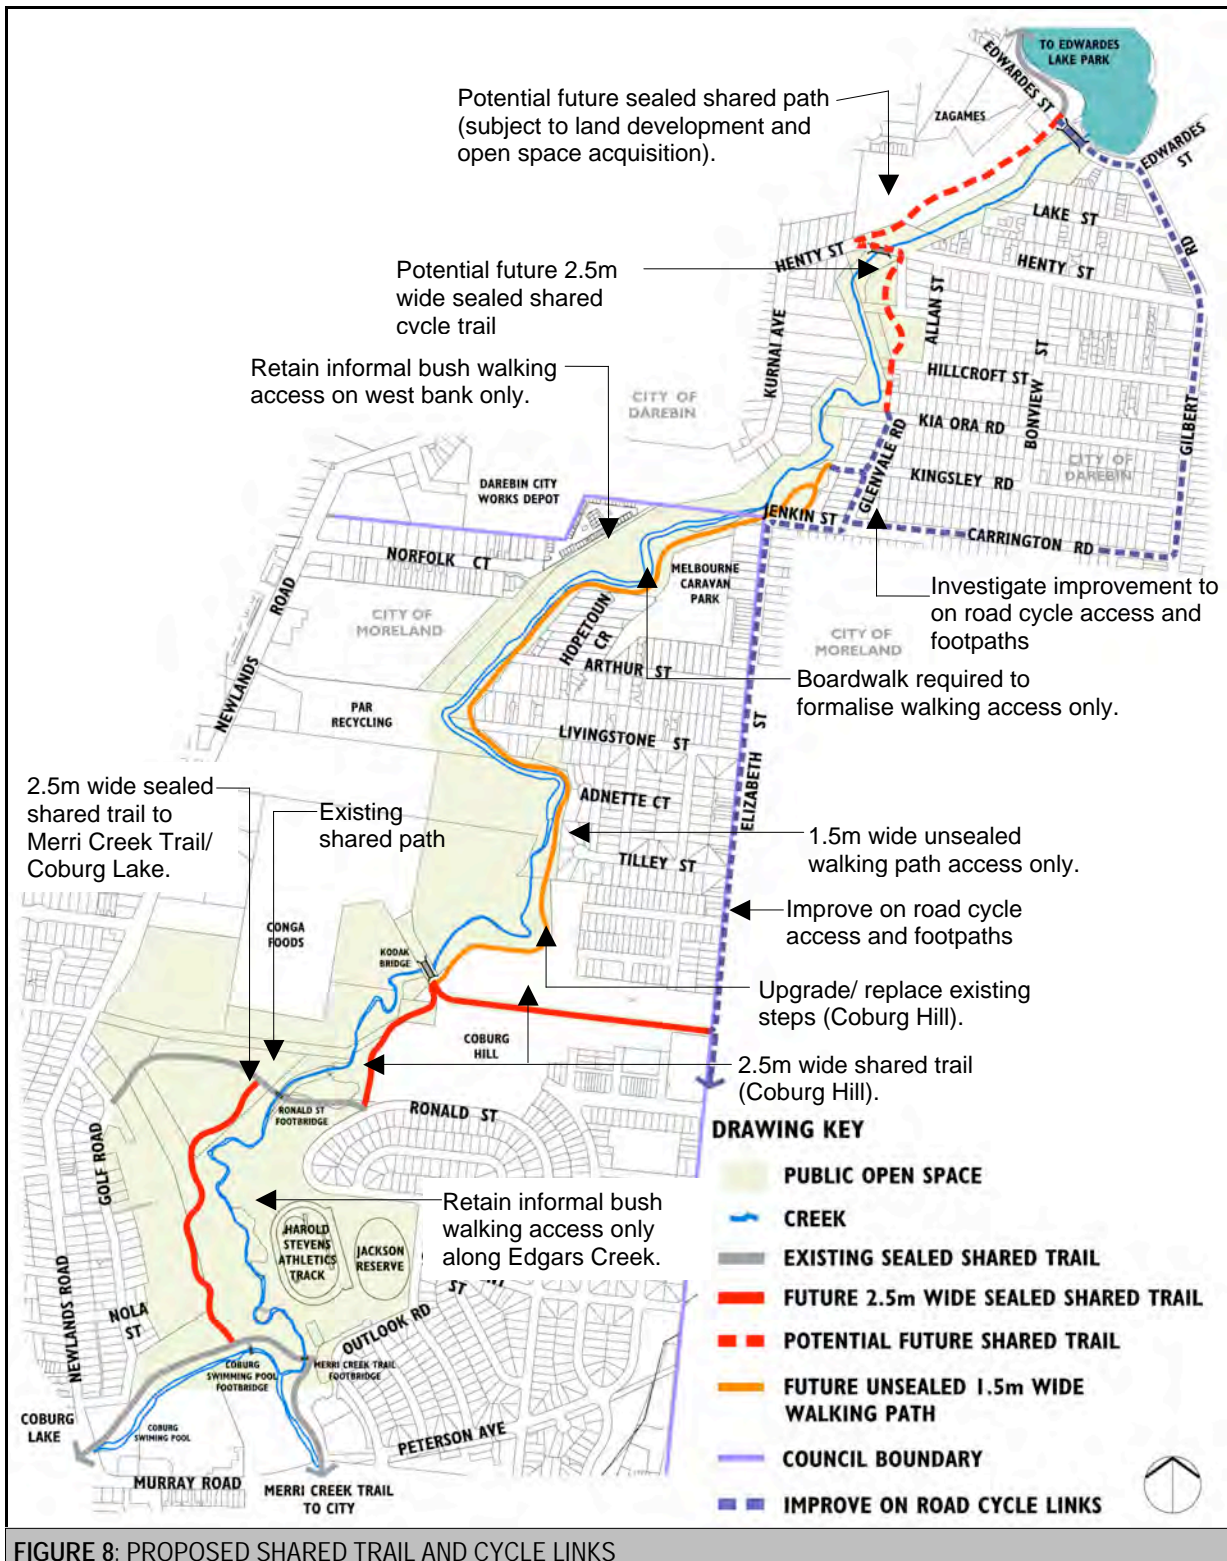 TO EDWARDES
LAKE PARK
EDWARDES ST
EDWARDES
ST
ZAGAMES
Potential future sealed shared path
(subject to land development and
open space acquisition).
LAKE ST
HENTY ST
HENTY ST
RD
Potential future 2.5m
wide sealed shared
cvcle trail
ALLAN ST
KURNAI AVE
Retain informal bush walking
access on west bank only.
HILLCROFT ST
BONVIEW ST
GILBERT
CITY OF
DAREBIN
KIA ORA RD
GLENVALE RD
CITY OF
DAREBIN
KINGSLEY RD
DAREBIN CITY
WORKS DEPOT
JENKIN ST
CARRINGTON RD
NORFOLK CT
MELBOURNE
CARAVAN
PARK
Investigate improvement to
on road cycle access and
footpaths
NEWLANDS ROAD
CITY OF
MORELAND
HOPETOUN
CR
CITY OF
MORELAND
ARTHUR ST
Boardwalk required to
formalise walking access only.
PAR
RECYCLING
LIVINGSTONE ST
ELIZABETH ST
2.5m wide sealed
shared trail to
Merri Creek Trail/
Coburg Lake.
Existing
shared path
ADNETTE CT
1.5m wide unsealed
walking path access only.
TILLEY ST
Improve on road cycle
access and footpaths
CONGA
FOODS
KODAK
BRIDGE
Upgrade/ replace existing
steps (Coburg Hill).
COBURG
HILL
2.5m wide shared trail
(Coburg Hill).
RONALD ST
FOOTBRIDGE
RONALD ST
GOLF ROAD
Retain informal bush
walking access only
along Edgars Creek.
HAROLD
STEVENS
ATHLETICS
TRACK
JACKSON
RESERVE
ST
NEWLANDS ROAD
NOLA
ST
OUTLOOK RD
COBURG
SWIMMING POOL
FOOTBRIDGE
MERRI CREEK TRAIL
FOOTBRIDGE
COBURG
LAKE
COBURG
SWIMING POOL
PETERSON AVE
MURRAY ROAD
MERRI CREEK TRAIL
TO CITY
DRAWING KEY
PUBLIC OPEN SPACE
CREEK
EXISTING SEALED SHARED TRAIL
FUTURE 2.5m WIDE SEALED SHARED TRAIL
POTENTIAL FUTURE SHARED TRAIL
FUTURE UNSEALED 1.5m WIDE
WALKING PATH
COUNCIL BOUNDARY
IMPROVE ON ROAD CYCLE LINKS
FIGURE 8: PROPOSED SHARED TRAIL AND CYCLE LINKS